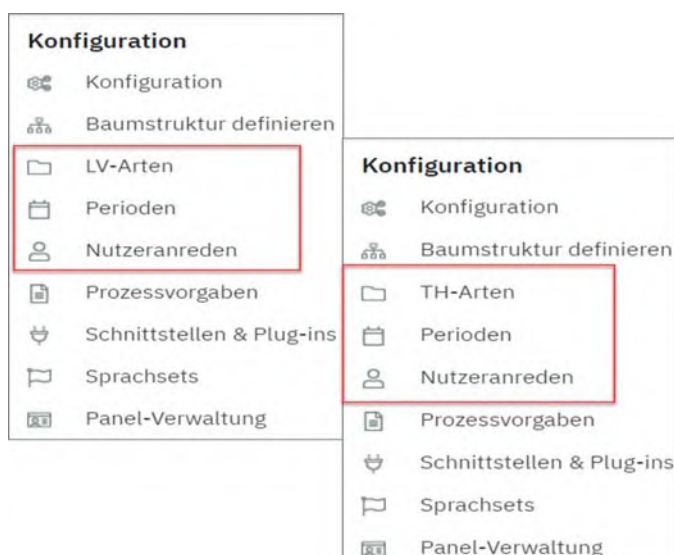 Konfiguration
Konfiguration
Baumstruktur definieren
LV-Arten
Perioden
Nutzeranreden
Prozessvorgaben
Schnittstellen & Plug-ins
Sprachsets
Panel-Verwaltung
Konfiguration
Konfiguration
Baumstruktur definieren
TH-Arten
Perioden
Nutzeranreden
Prozessvorgaben
Schnittstellen & Plug-ins
Sprachsets
Panel-Verwaltung